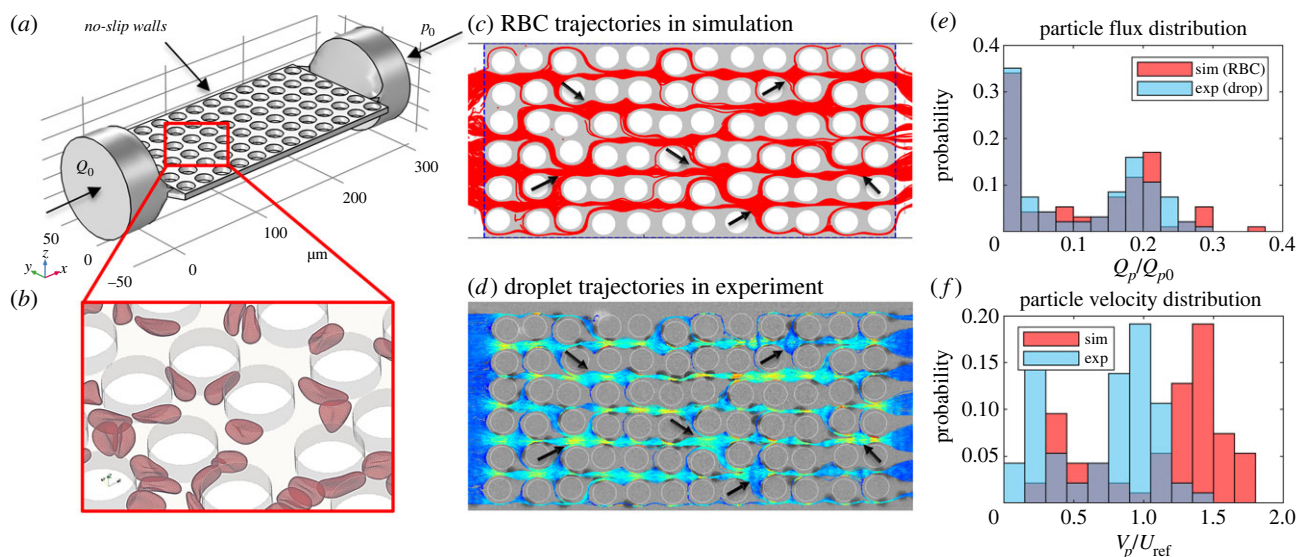 (a)
no-slip walls
p0
Q0
300
200
100
μm
0
50
0
−50
z
y
x
(b)
(c) RBC trajectories in simulation
(d) droplet trajectories in experiment
(e)
particle flux distribution
0.4
0.3
0.2
0.1
probability
sim (RBC)
exp (drop)
0
0.1
0.2
0.3
0.4
Qp/Qp0
(f)
particle velocity distribution
0.20
0.15
0.10
0.05
probability
sim
exp
0
0.5
1.0
1.5
2.0
Vp/Uref